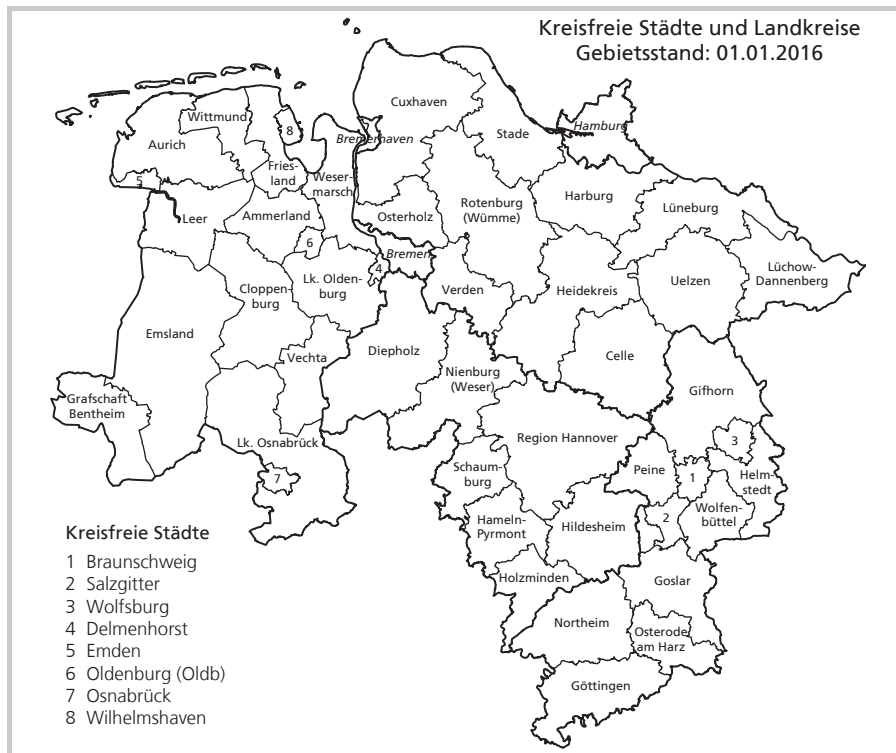 Kreisfreie Städte und Landkreise
Gebietsstand: 01.01.2016
Cuxhaven
Wittmund
8
Stade
Hamburg
Aurich
Bremerhaven
Fries-
land
Weser-
marsch
5
Harburg
Rotenburg
(Wümme)
Lüneburg
Leer
Ammerland
Osterholz
6
Bremen
4
Lk. Oldenburg
Cloppen-
burg
Verden
Heidekreis
Uelzen
Lüchow-
Dannenberg
Emsland
Vechta
Diepholz
Celle
Nienburg
(Weser)
Gifhorn
Grafschaft
Bentheim
Lk. Osnabrück
Region Hannover
3
7
Schaum-
burg
Peine
1
Helm-
stedt
Wolfen-
büttel
2
Hameln-
Pyrmont
Hildesheim
Holzminden
Goslar
Northeim
Osterode
am Harz
Göttingen
Kreisfreie Städte
1 Braunschweig
2 Salzgitter
3 Wolfsburg
4 Delmenhorst
5 Emden
6 Oldenburg (Oldb)
7 Osnabrück
8 Wilhelmshaven